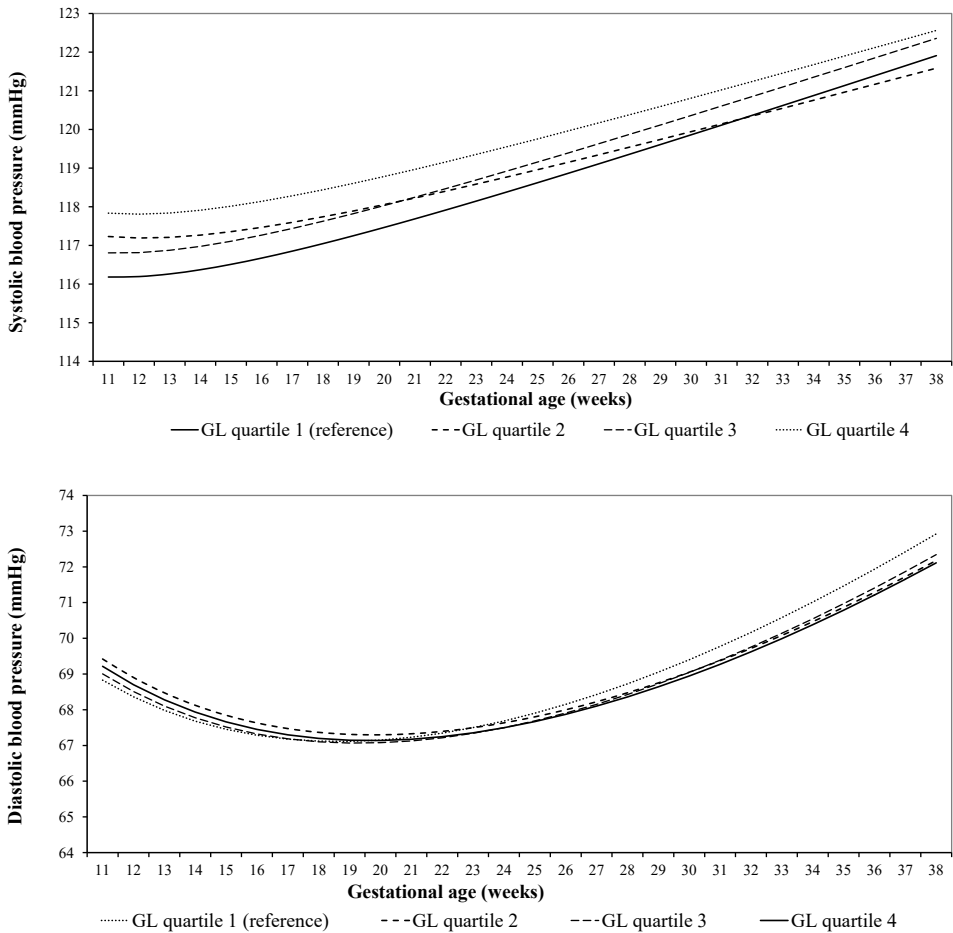 Systolic blood pressure (mmHg)
123
122
121
120
119
118
117
116
115
114
11 12 13 14 15 16 17 18 19 20 21 22 23 24 25 26 27 28 29 30 31 32 33 34 35 36 37 38
Gestational age (weeks)
GL quartile 1 (reference) GL quartile 2 GL quartile 3 GL quartile 4
Diastolic blood pressure (mmHg)
74
73
72
71
70
69
68
67
66
65
64
11 12 13 14 15 16 17 18 19 20 21 22 23 24 25 26 27 28 29 30 31 32 33 34 35 36 37 38
Gestational age (weeks)
GL quartile 1 (reference) GL quartile 2 GL quartile 3 GL quartile 4